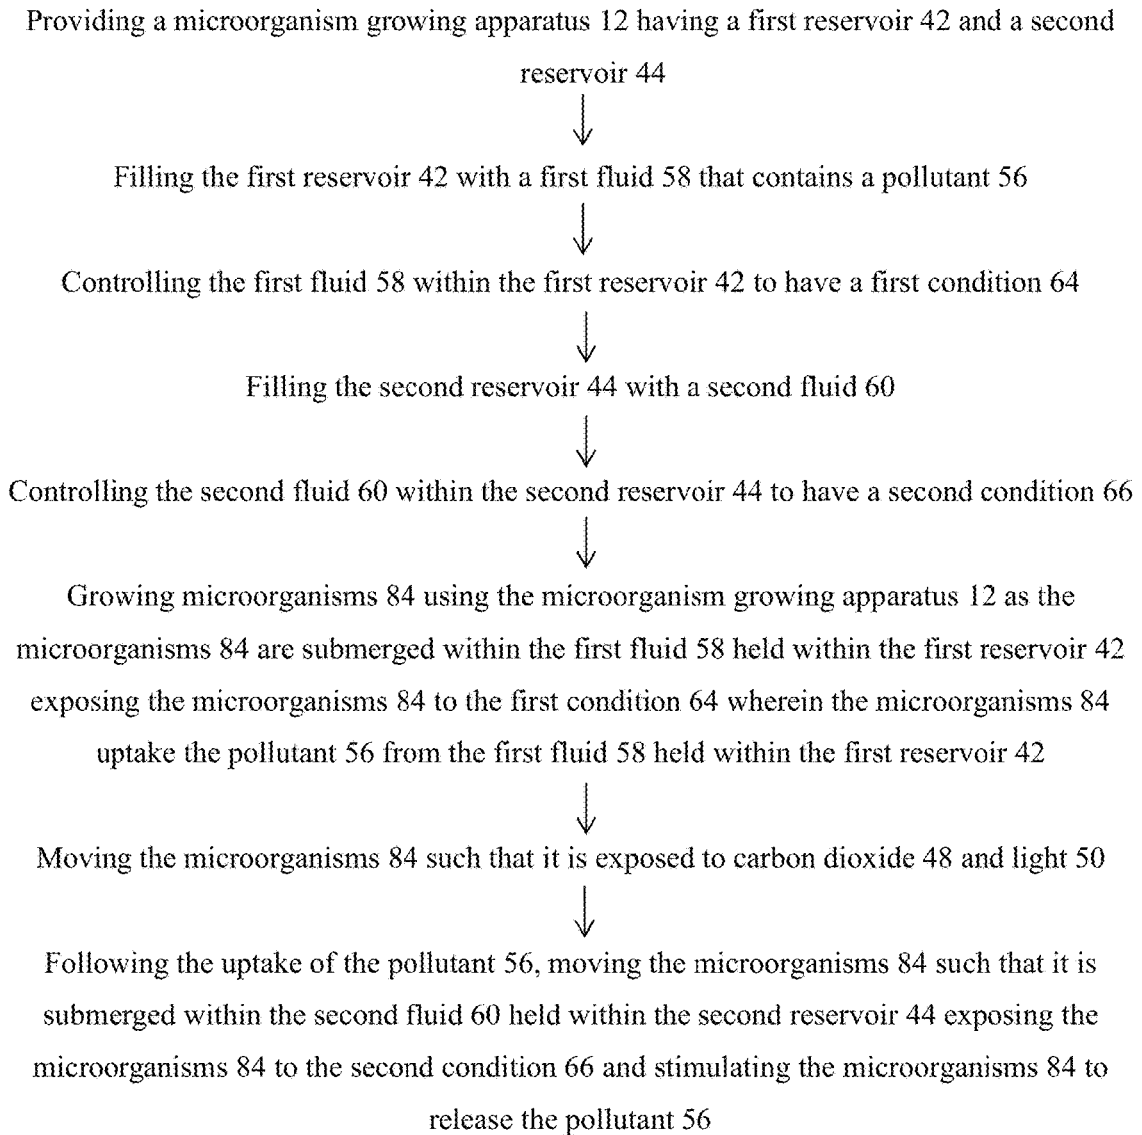 Providing a microorganism growing apparatus 12 having a first reservoir 42 and a second
reservoir 44
Filling the first reservoir 42 with a first fluid 58 that contains a pollutant 56
Controlling the first fluid 58 within the first reservoir 42 to have a first condition 64
Filling the second reservoir 44 with a second fluid 60
Controlling the second fluid 60 within the second reservoir 44 to have a second condition 66
Growing microorganisms 84 using the microorganism growing apparatus 12 as the
microorganisms 84 are submerged within the first fluid 58 held within the first reservoir 42
exposing the microorganisms 84 to the first condition 64 wherein the microorganisms 84
uptake the pollutant 56 from the first fluid 58 held within the first reservoir 42
Moving the microorganisms 84 such that it is exposed to carbon dioxide 48 and light 50
Following the uptake of the pollutant 56, moving the microorganisms 84 such that it is
submerged within the second fluid 60 held within the second reservoir 44 exposing the
microorganisms 84 to the second condition 66 and stimulating the microorganisms 84 to
release the pollutant 56